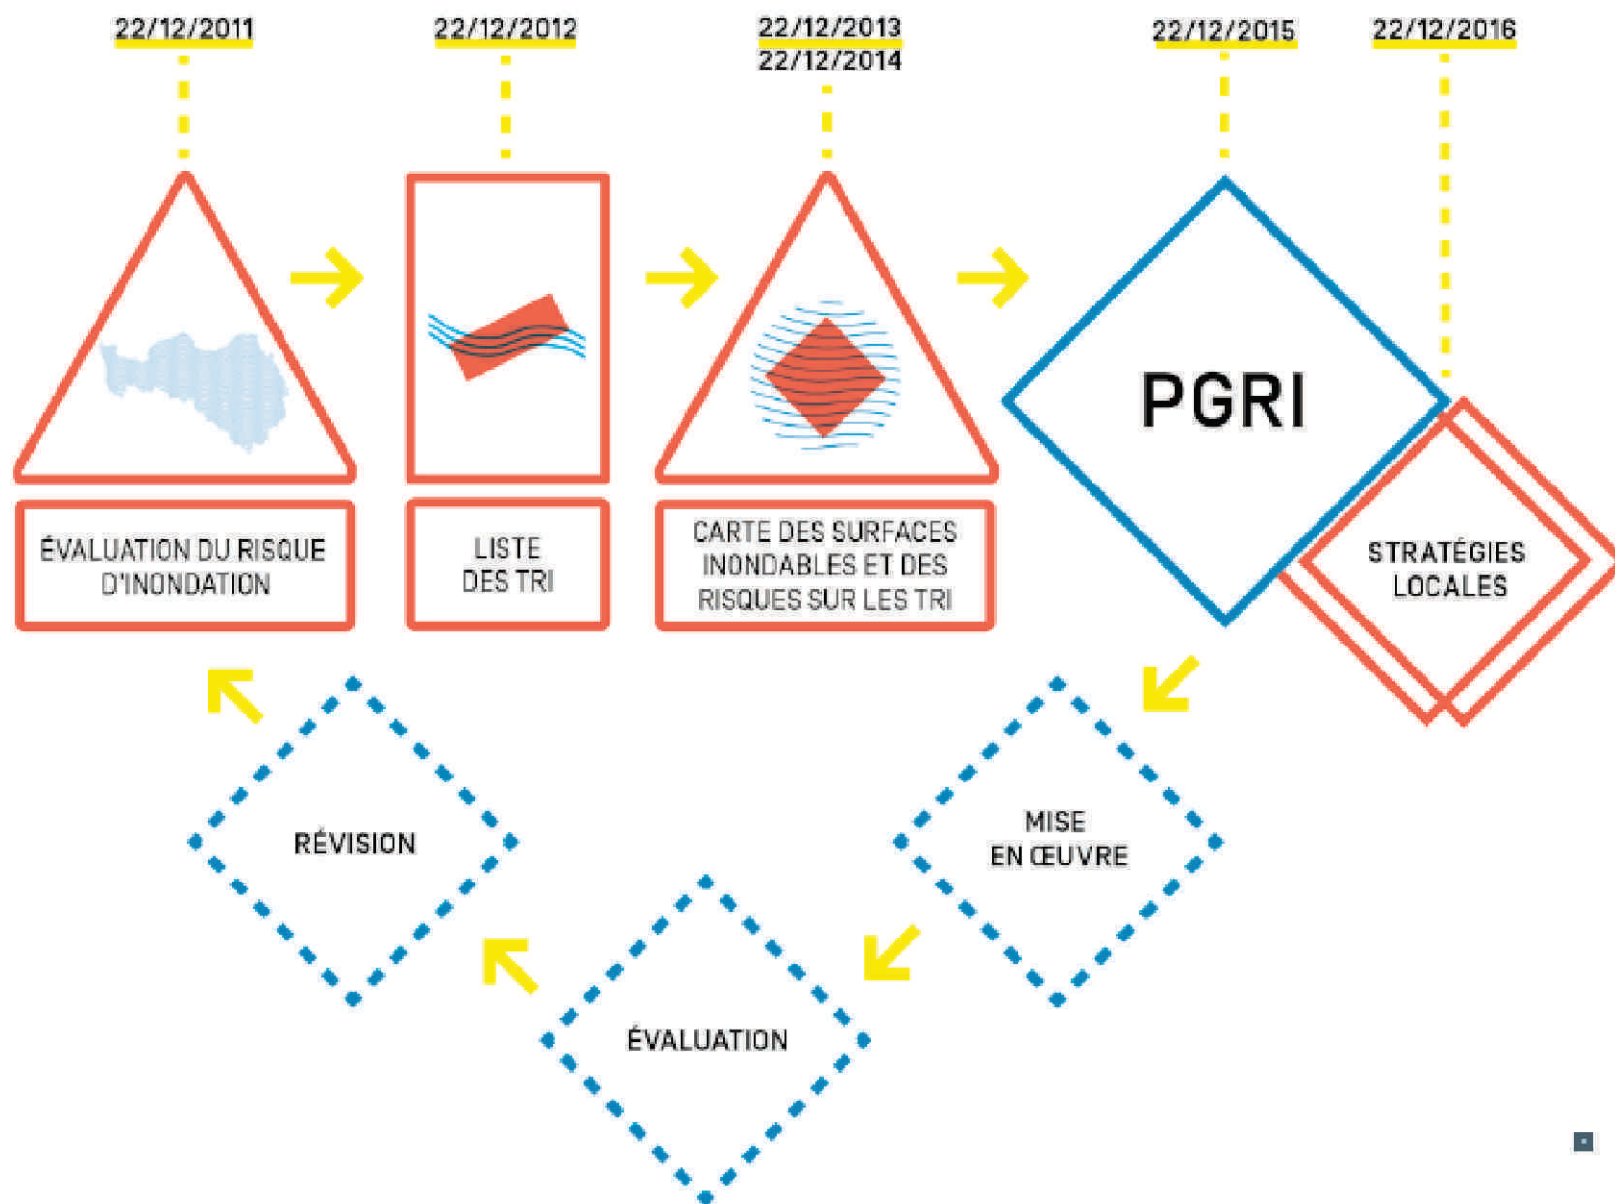 22/12/2011
22/12/2012
22/12/2013
22/12/2014
22/12/2015
22/12/2016
ÉVALUATION DU RISQUE
D'INONDATION
LISTE
DES TRI
CARTE DES SURFACES
INONDABLES ET DES
RISQUES SUR LES TRI
PGRI
STRATÉGIES
LOCALES
MISE
EN ŒUVRE
ÉVALUATION
RÉVISION